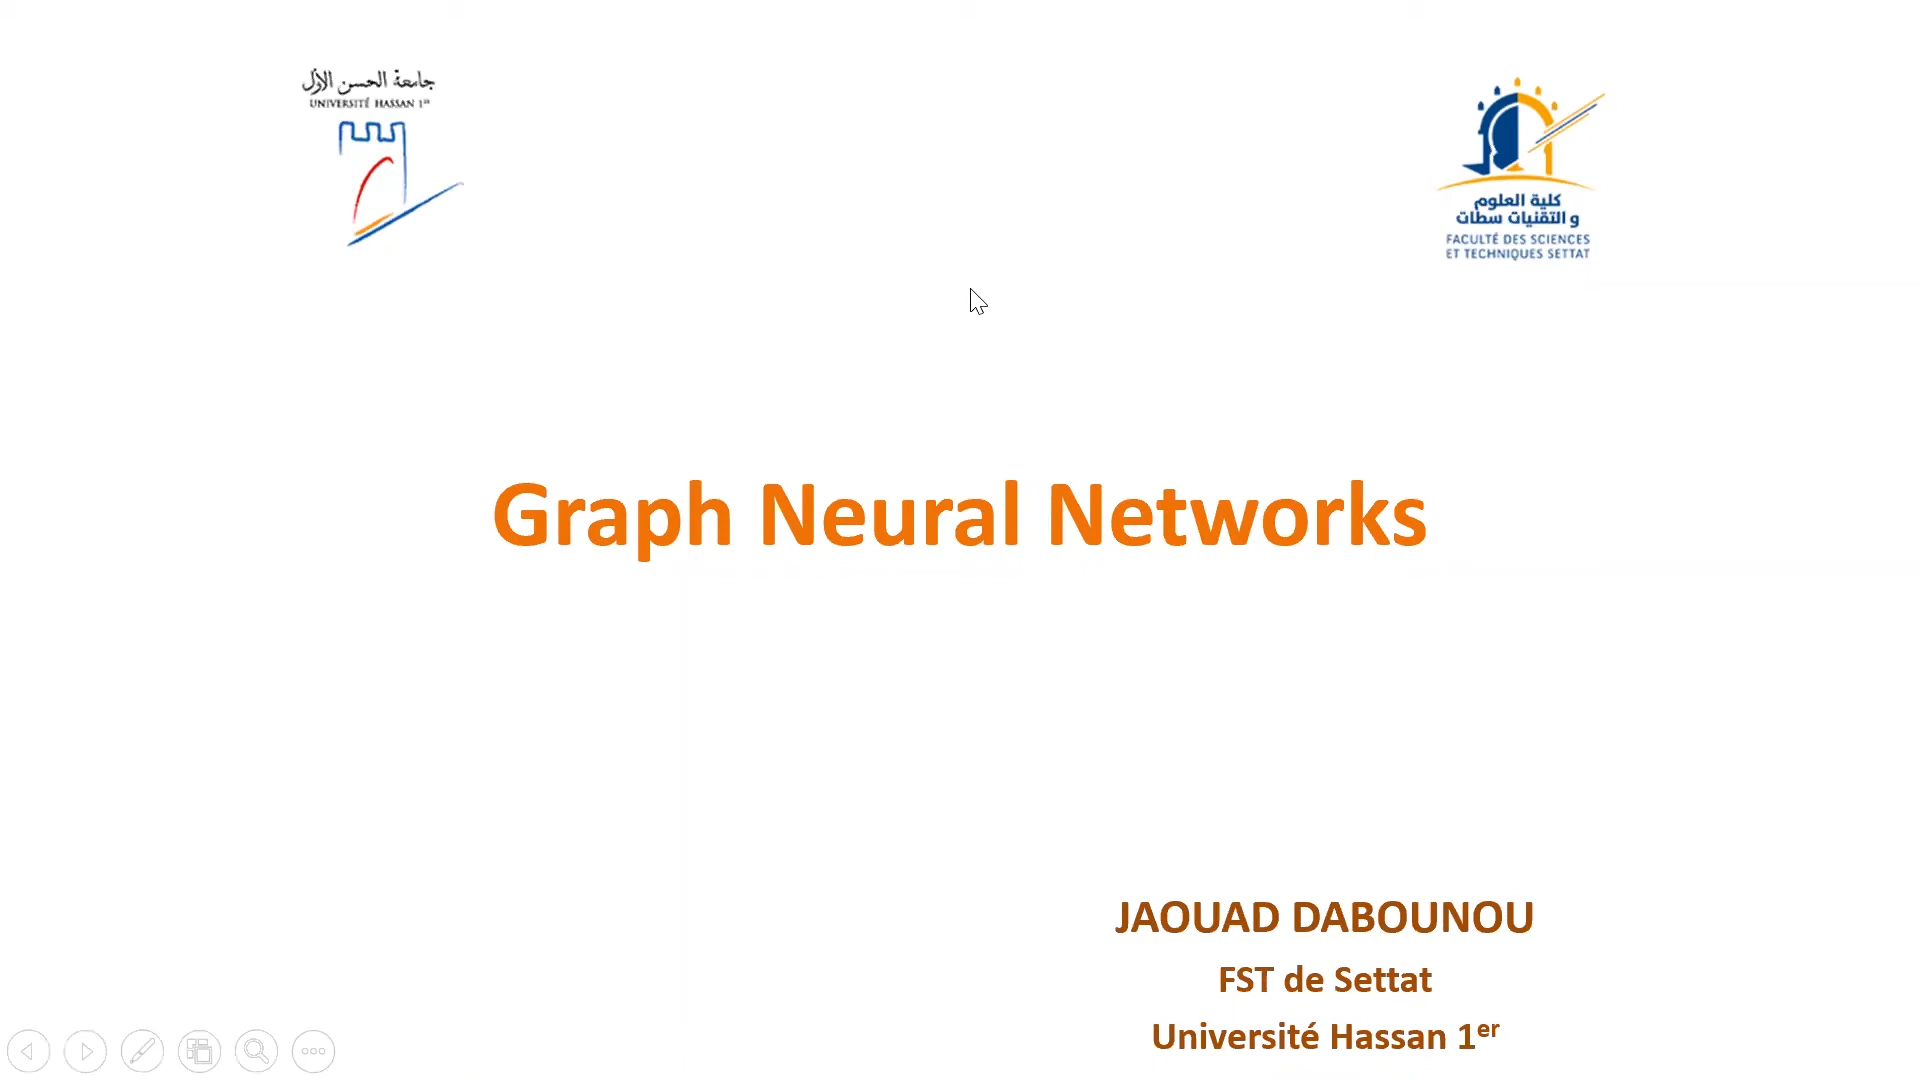 جامعة الحسن الأول
UNIVERSITÉ HASSAN 1er
كلية العلوم
و التقنيات سطات
FACULTÉ DES SCIENCES
ET TECHNIQUES SETTAT
Graph Neural Networks
JAOUAD DABOUNOU
FST de Settat
Université Hassan 1er